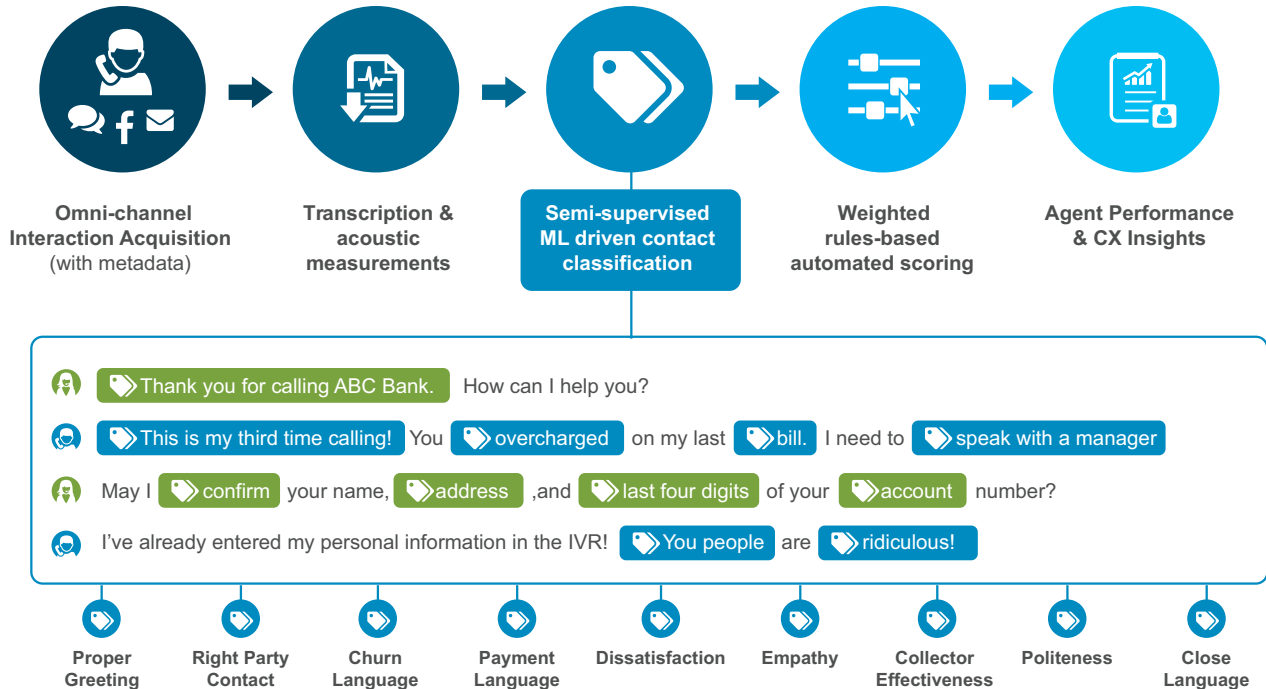 Omni-channel
Interaction Acquisition
(with metadata)
Transcription &
acoustic
measurements
Semi-supervised
ML driven contact
classification
Weighted
rules-based
automated scoring
Agent Performance
& CX Insights
Thank you for calling ABC Bank. How can I help you?
This is my third time calling! You overcharged on my last bill. I need to speak with a manager
May I confirm your name, address ,and last four digits of your account number?
I've already entered my personal information in the IVR! You people are ridiculous!
Proper
Greeting
Right Party
Contact
Churn
Language
Payment
Language
Dissatisfaction
Empathy
Collector
Effectiveness
Politeness
Close
Language